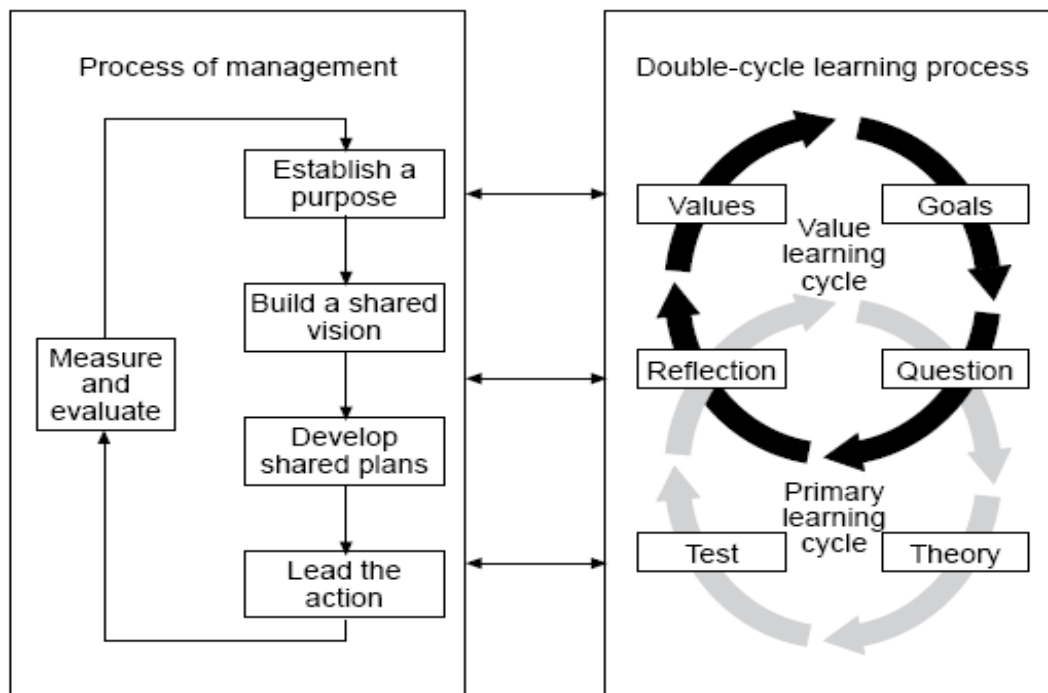 Process of management
Establish a
purpose
Build a shared
vision
Measure
and
evaluate
Develop
shared plans
Lead the
action
Double-cycle learning process
Values
Goals
Value
learning
cycle
Reflection
Question
Primary
learning
cycle
Test
Theory